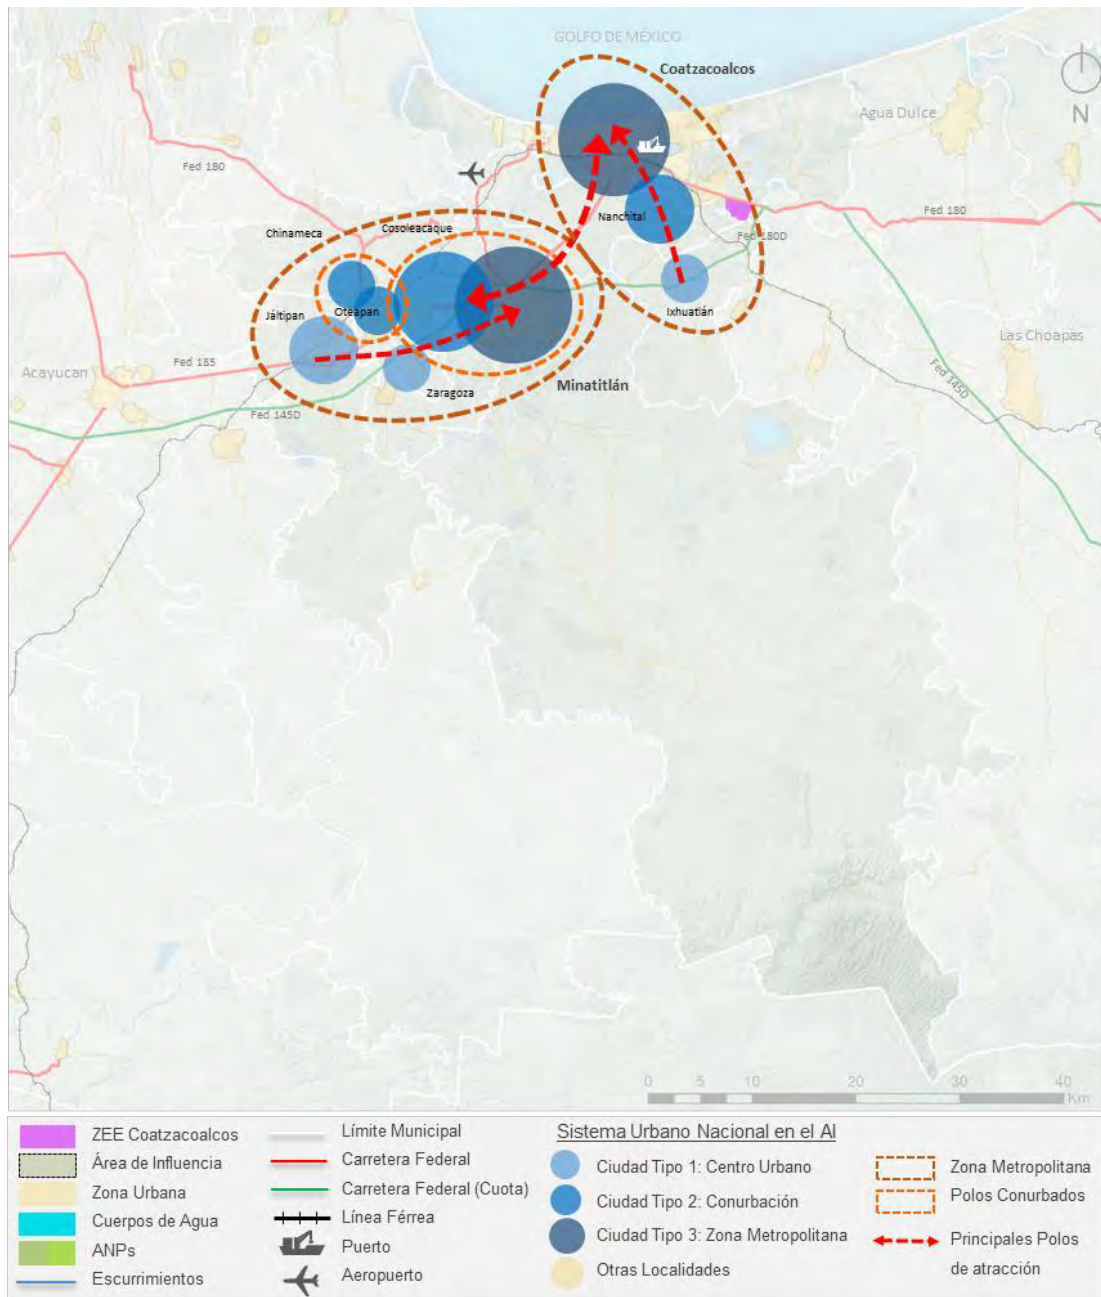 GOLFO DE MÉXICO
Coatzacoalcos
Agua Dulce
N
Fed 180
Nanchital
Fed 180
Chinameca
Cosoleacaque
Fed 180D
Jáltipan
Oteapan
Ixhuatlán
Las Choapas
Acayucan
Fed 185
Zaragoza
Minatitlán
Fed 145D
Fed 145D
0 5 10 20 30 40
Km
ZEE Coatzacoalcos
Área de Influencia
Zona Urbana
Cuerpos de Agua
ANPs
Escurrimientos
Límite Municipal
Carretera Federal
Carretera Federal (Cuota)
Línea Férrea
Puerto
Aeropuerto
Sistema Urbano Nacional en el AI
Ciudad Tipo 1: Centro Urbano
Ciudad Tipo 2: Conurbación
Ciudad Tipo 3: Zona Metropolitana
Otras Localidades
Zona Metropolitana
Polos Conurbados
Principales Polos
de atracción